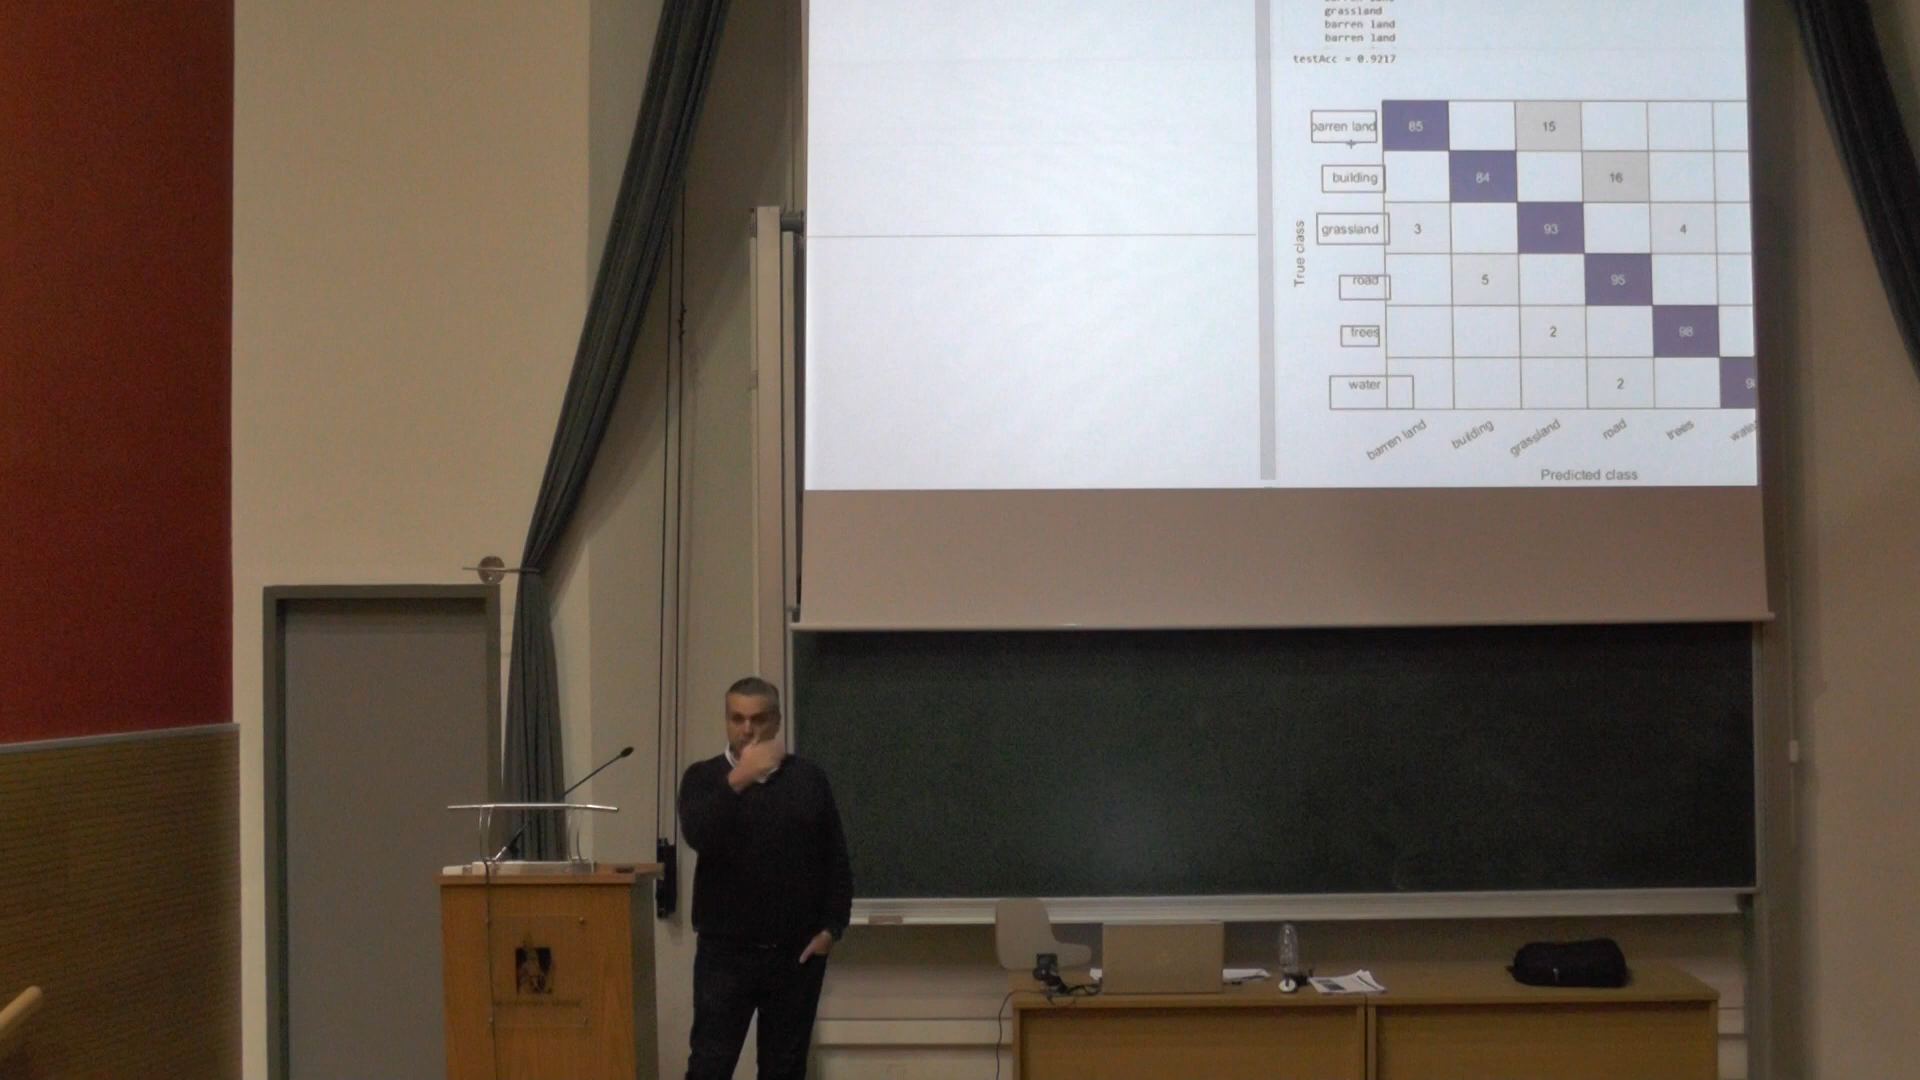 grassland
barren land
barren land
testAcc = 0.9217
barren land 85 15
building 84 16
grassland 3 93 4
road 5 95
trees 2 98
water 2
True class
barren land building grassland road trees
Predicted class